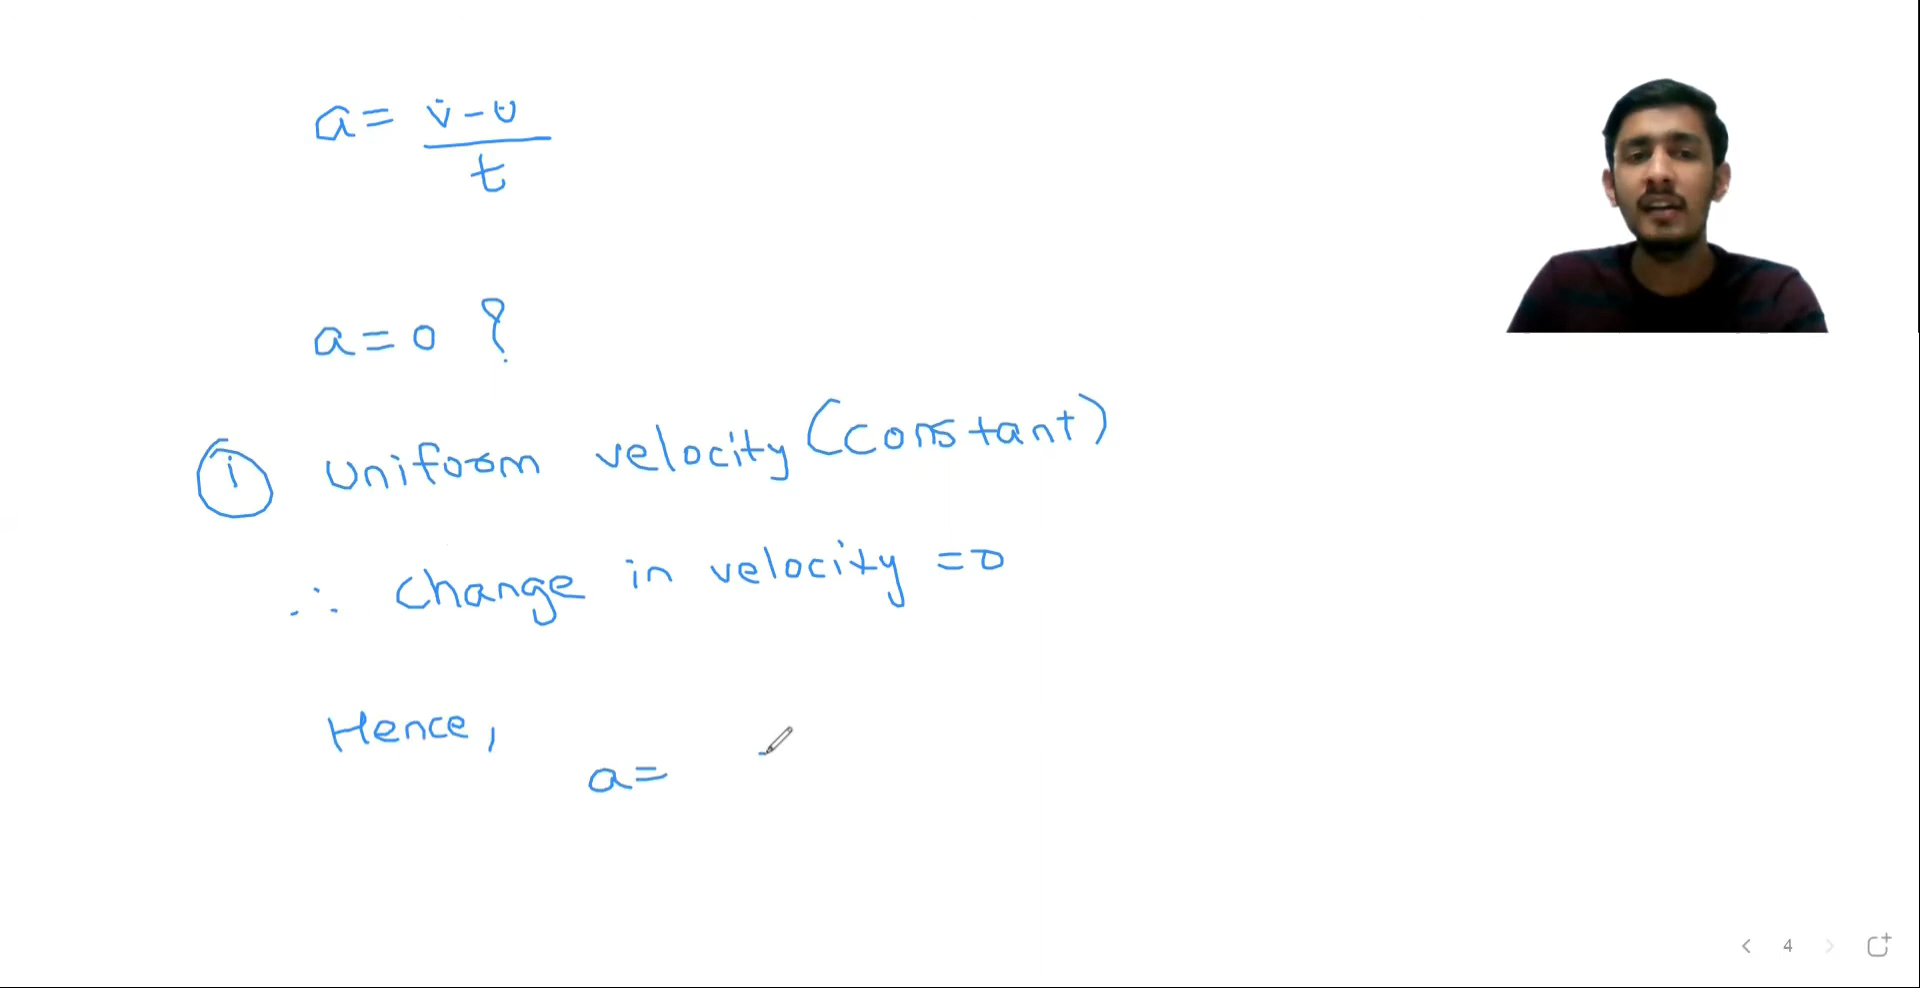 a = v - u
t
a = 0 ?
i uniform velocity (constant)
∴ change in velocity = 0
Hence,
a =
< 4 >